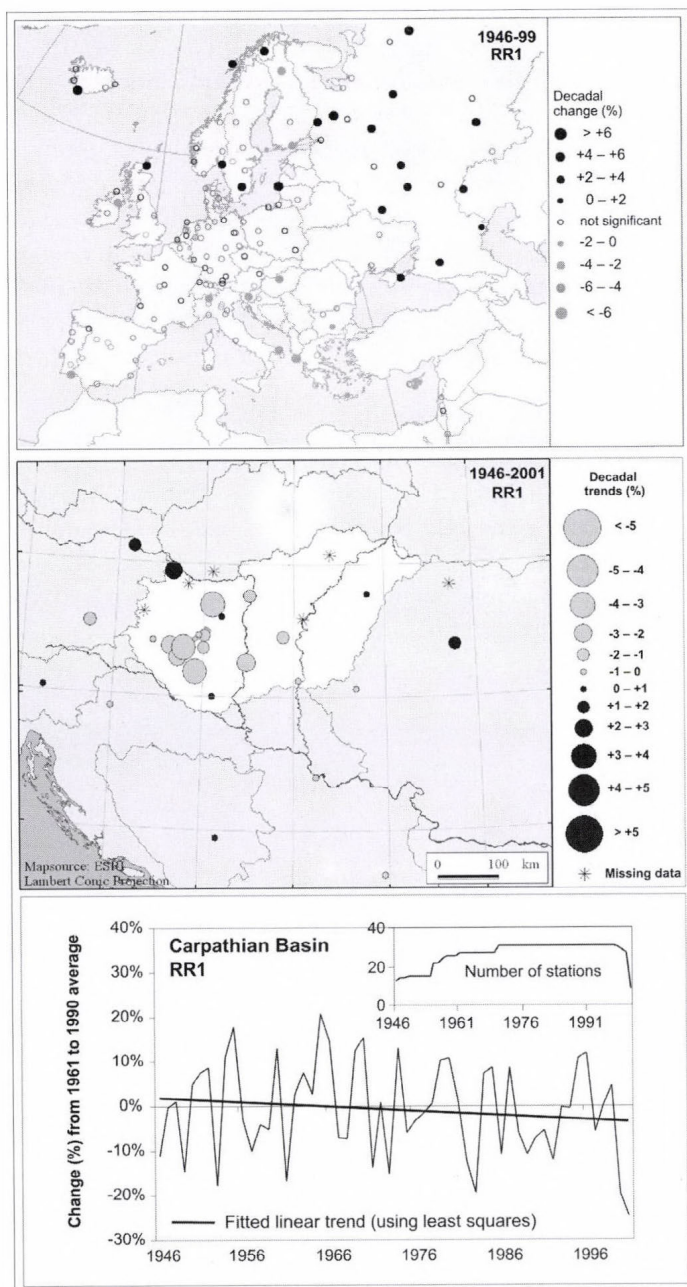 1946-99
RR1
Decadal
change (%)
> +6
+4 – +6
+2 – +4
0 – +2
not significant
-2 – 0
-4 – -2
-6 – -4
< -6
1946-2001
RR1
Decadal
trends (%)
< -5
-5 – -4
-4 – -3
-3 – -2
-2 – -1
-1 – 0
0 – +1
+1 – +2
+2 – +3
+3 – +4
+4 – +5
> +5
Missing data
Mapsource: ESRI
Lambert Conic Projection
0 100 km
Carpathian Basin
RR1
Change (%) from 1961 to 1990 average
40%
30%
20%
10%
0%
-10%
-20%
-30%
40
20
0
Number of stations
1946 1961 1976 1991
Fitted linear trend (using least squares)
1946 1956 1966 1976 1986 1996